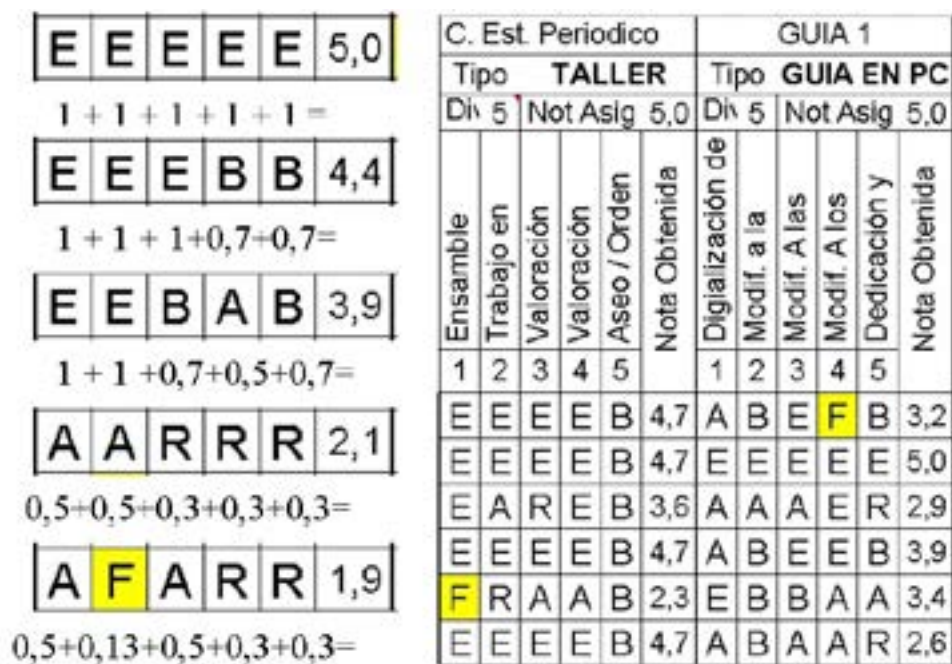 E E E E E 5,0
1 + 1 + 1 + 1 + 1 =
E E E B B 4,4
1 + 1 + 1+0,7+0,7=
E E B A B 3,9
1 + 1 +0,7+0,5+0,7=
A A R R R 2,1
0,5+0,5+0,3+0,3+0,3=
A F A R R 1,9
0,5+0,13+0,5+0,3+0,3=
C. Est. Periodico GUIA 1
Tipo TALLER Tipo GUIA EN PC
Div 5 Not Asig 5,0 Div 5 Not Asig 5,0
Ensamble
Trabajo en
Valoración
Valoración
Aseo / Orden
Nota Obtenida
Digialización de
Modif. a la
Modif. A las
Modif. A los
Dedicación y
Nota Obtenida
1 2 3 4 5 1 2 3 4 5
E E E E B 4,7 A B E F B 3,2
E E E E B 4,7 E E E E E 5,0
E A R E B 3,6 A A A E R 2,9
E E E E B 4,7 A B E E B 3,9
F R A A B 2,3 E B B A A 3,4
E E E E B 4,7 A B A A R 2,6